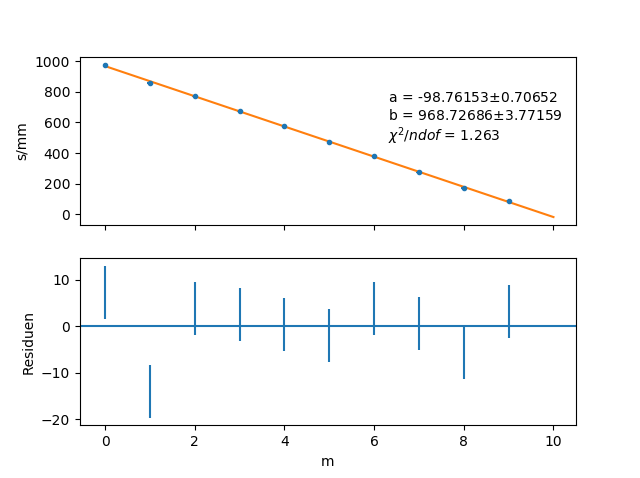 1000
800
600
400
200
0
s/mm
a = -98.76153±0.70652
b = 968.72686±3.77159
χ²/ndof = 1.263
10
0
−10
−20
Residuen
0 2 4 6 8 10
m